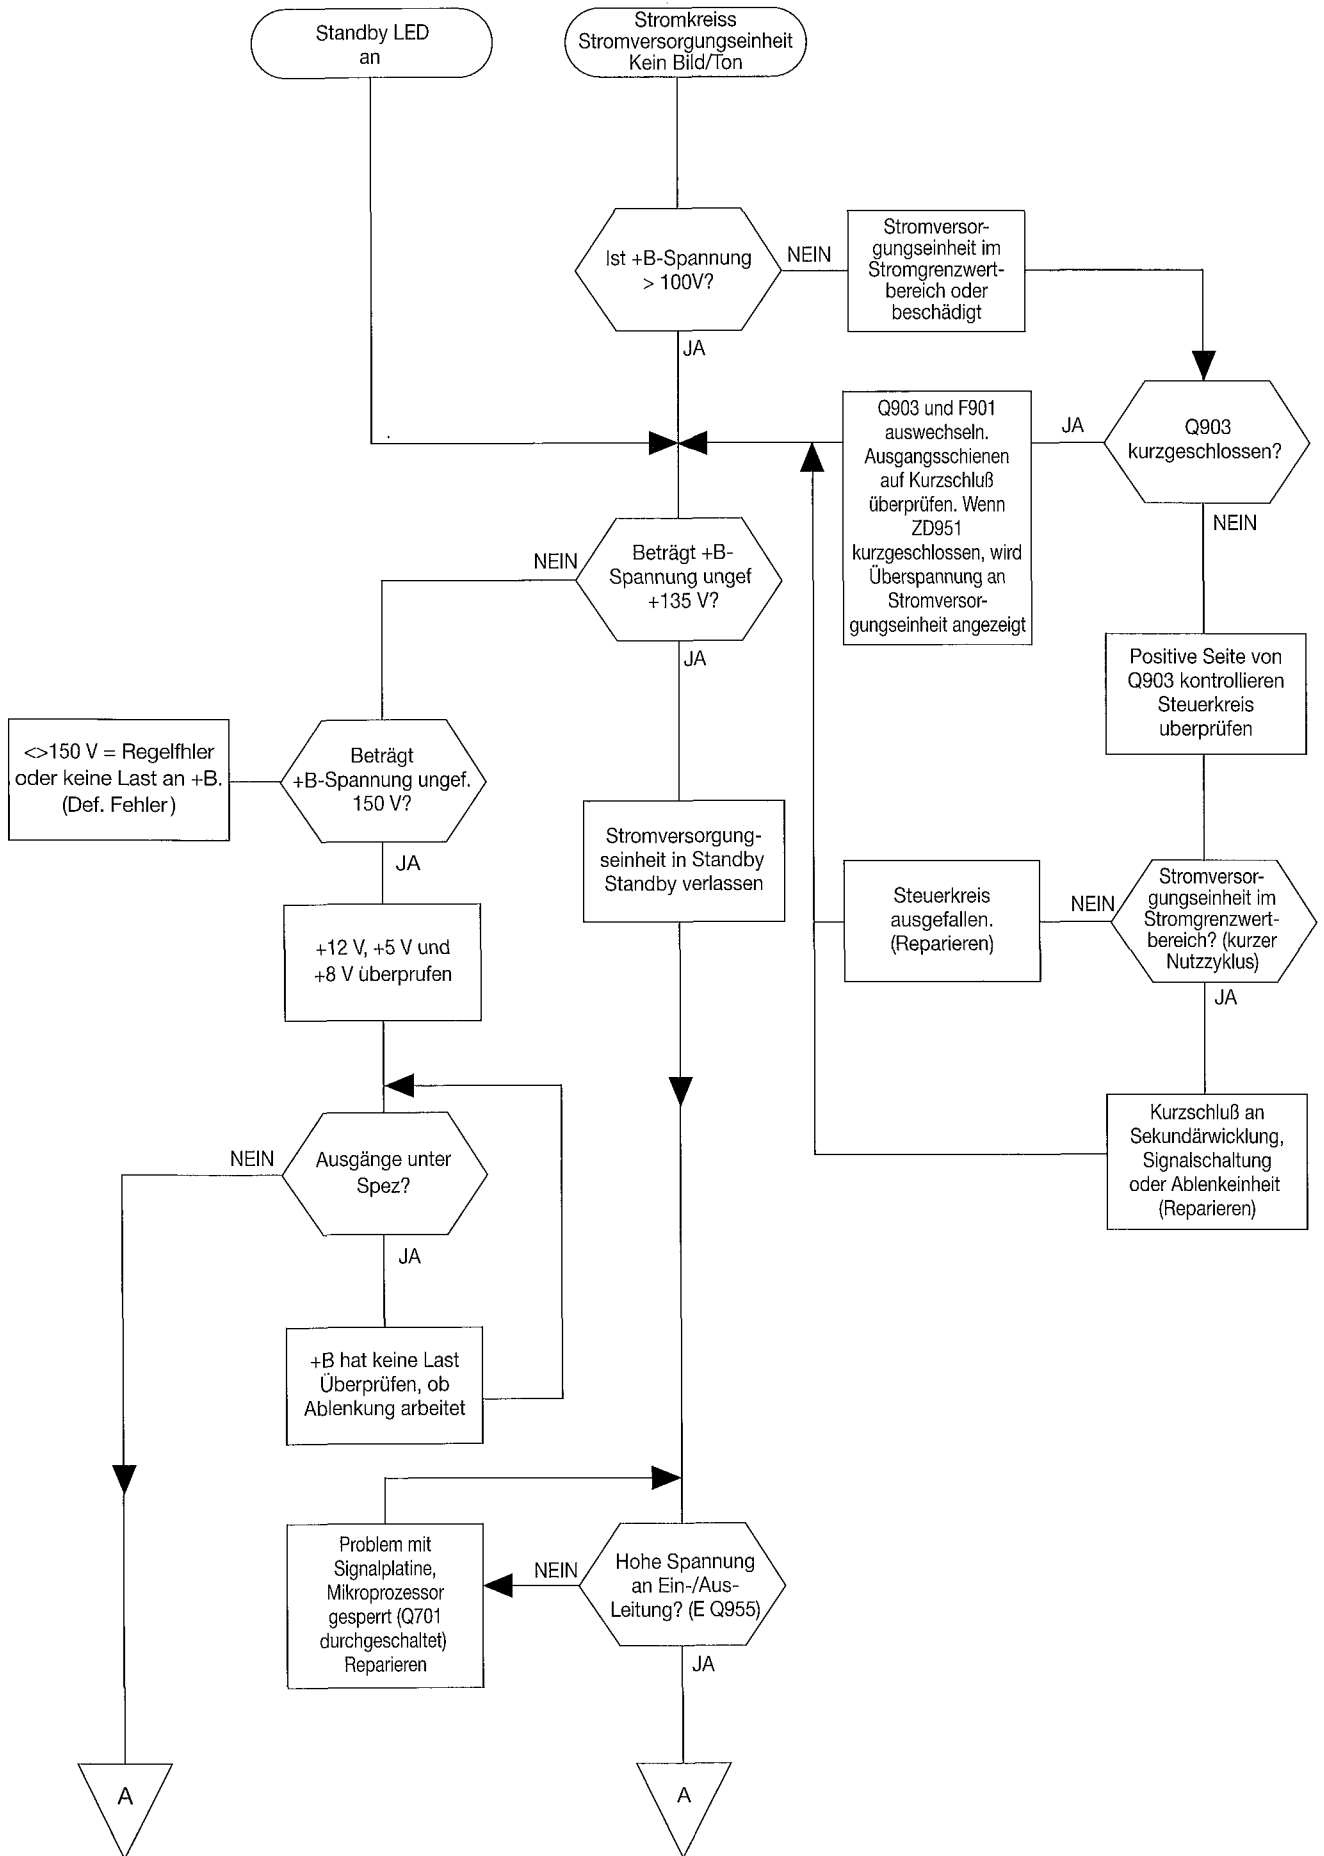 Standby LED
an
Stromkreiss
Stromversorgungseinheit
Kein Bild/Ton
Ist +B-Spannung
> 100V?
NEIN
Stromversor-
gungseinheit im
Stromgrenzwert-
bereich oder
beschädigt
JA
Q903 und F901
auswechseln.
Ausgangsschienen
auf Kurzschluß
überprüfen. Wenn
ZD951
kurzgeschlossen, wird
Überspannung an
Stromversor-
gungseinheit angezeigt
JA
Q903
kurzgeschlossen?
NEIN
NEIN
Beträgt +B-
Spannung ungef
+135 V?
JA
Positive Seite von
Q903 kontrollieren
Steuerkreis
uberprüfen
<>150 V = Regelfhler
oder keine Last an +B.
(Def. Fehler)
Beträgt
+B-Spannung ungef.
150 V?
JA
Stromversorgung-
seinheit in Standby
Standby verlassen
Steuerkreis
ausgefallen.
(Reparieren)
NEIN
Stromversor-
gungseinheit im
Stromgrenzwert-
bereich? (kurzer
Nutzzyklus)
JA
+12 V, +5 V und
+8 V überprufen
NEIN
Ausgänge unter
Spez?
JA
Kurzschluß an
Sekundärwicklung,
Signalschaltung
oder Ablenkeinheit
(Reparieren)
+B hat keine Last
Überprüfen, ob
Ablenkung arbeitet
Problem mit
Signalplatine,
Mikroprozessor
gesperrt (Q701
durchgeschaltet)
Reparieren
NEIN
Hohe Spannung
an Ein-/Aus-
Leitung? (E Q955)
JA
A
A